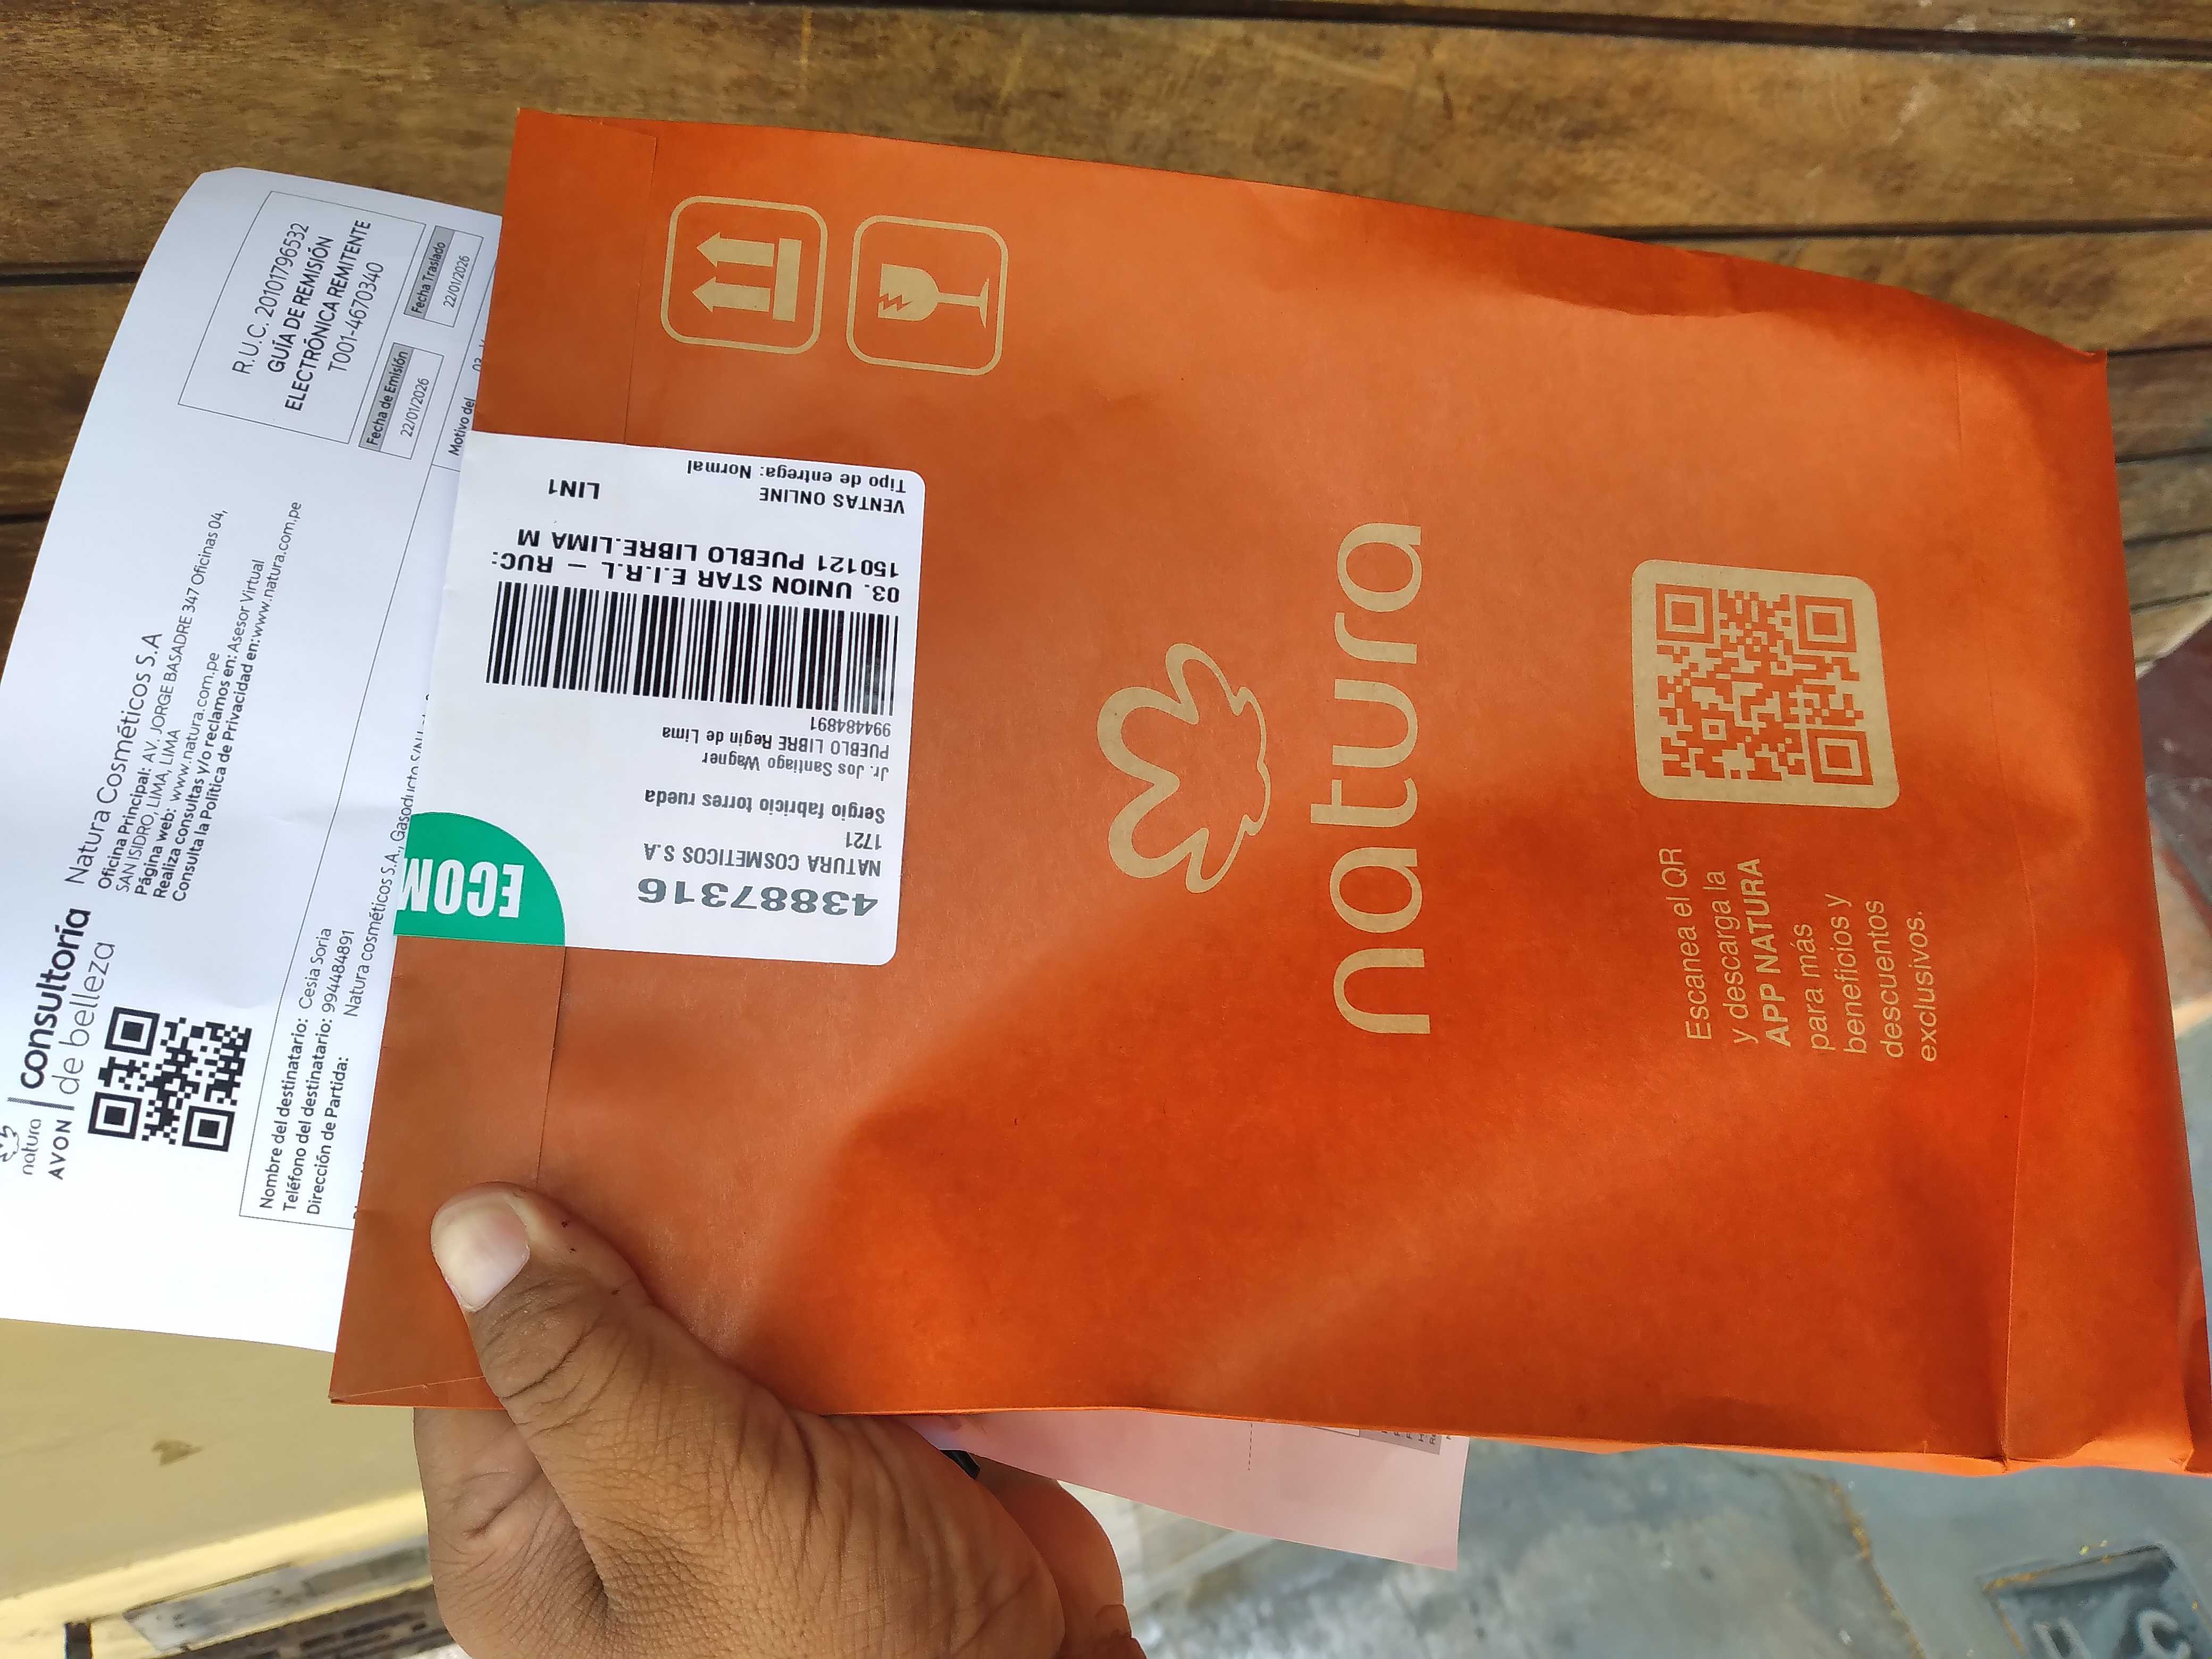 natura
AVON
consultoría
de belleza
Natura Cosméticos S.A
Oficina Principal: AV. JORGE BASADRE 347 Oficinas 04,
SAN ISIDRO, LIMA, LIMA
Página web: www.natura.com.pe
Realiza consultas y/o reclamos en: Asesor Virtual
Consulta la Política de Privacidad en:www.natura.com.pe
R.U.C. 20101796532
GUÍA DE REMISIÓN
ELECTRÓNICA REMITENTE
T001-46703140
Fecha de Emisión
22/01/2026
Fecha Traslado
22/01/2026
Motivo del
Nombre del destinatario: Cesia Soria
Teléfono del destinatario: 994484891
Dirección de Partida: Natura cosméticos S.A., Gasoducto
ECOM
43887316
NATURA COSMETICOS S.A
1721
Sergio fabricio torres rueda
Jr. Jos Santiago Wagner
PUEBLO LIBRE Regin de Lima
994484891
03. UNION STAR E.I.R.L - RUC:
150121 PUEBLO LIBRE.LIMA M
VENTAS ONLINE
LIN1
Tipo de entrega: Normal
natura
Escanea el QR
y descarga la
APP NATURA
para más
beneficios y
descuentos
exclusivos.